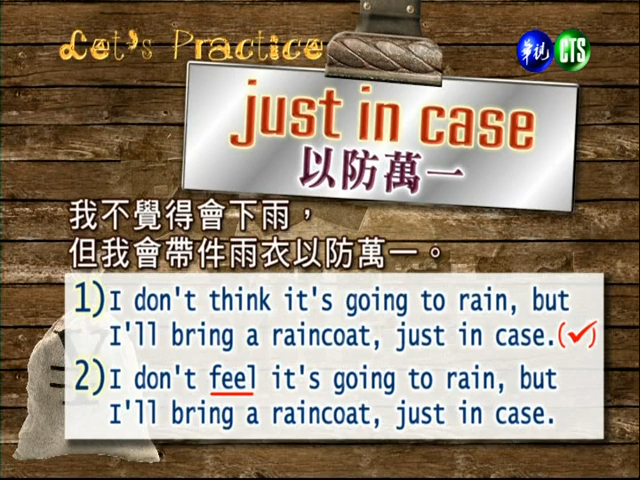 Let's Practice
華視 CTS
just in case
以防萬一
我不覺得會下雨，
但我會帶件雨衣以防萬一。
1) I don't think it's going to rain, but
I'll bring a raincoat, just in case.(✓)
2) I don't feel it's going to rain, but
I'll bring a raincoat, just in case.